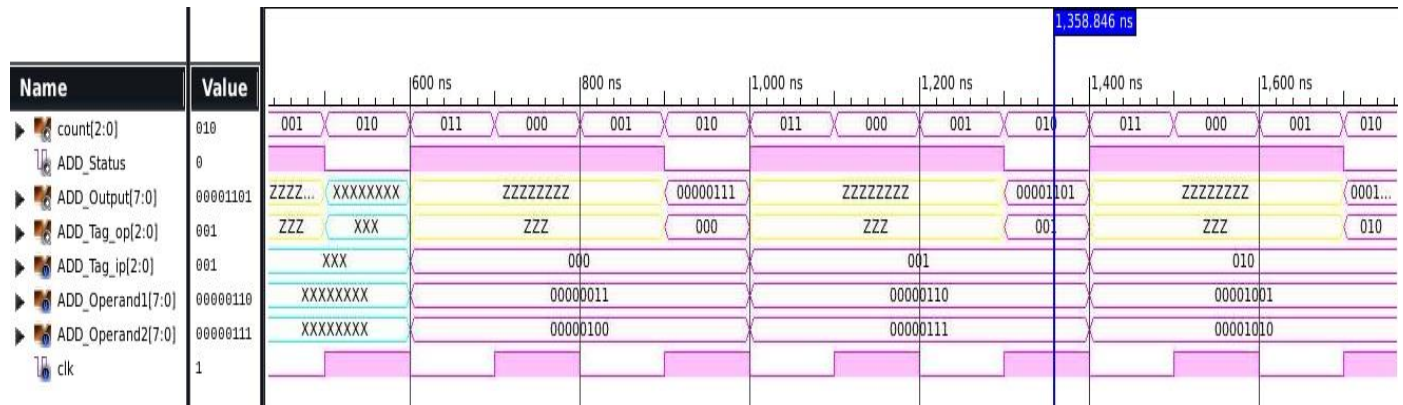 1,358.846 ns
Name Value
600 ns 800 ns 1,000 ns 1,200 ns 1,400 ns 1,600 ns
count[2:0] 010 001 010 011 000 001 010 011 000 001 010 011 000 001 010
ADD_Status 0
ADD_Output[7:0] 00001101 ZZZZ... XXXXXXXX ZZZZZZZZ 00000111 ZZZZZZZZ 00001101 ZZZZZZZZ 0001...
ADD_Tag_op[2:0] 001 ZZZ XXX ZZZ 000 ZZZ 001 ZZZ 010
ADD_Tag_ip[2:0] 001 XXX 000 001 010
ADD_Operand1[7:0] 00000110 XXXXXXXX 00000011 00000110 00001001
ADD_Operand2[7:0] 00000111 XXXXXXXX 00000100 00000111 00001010
clk 1